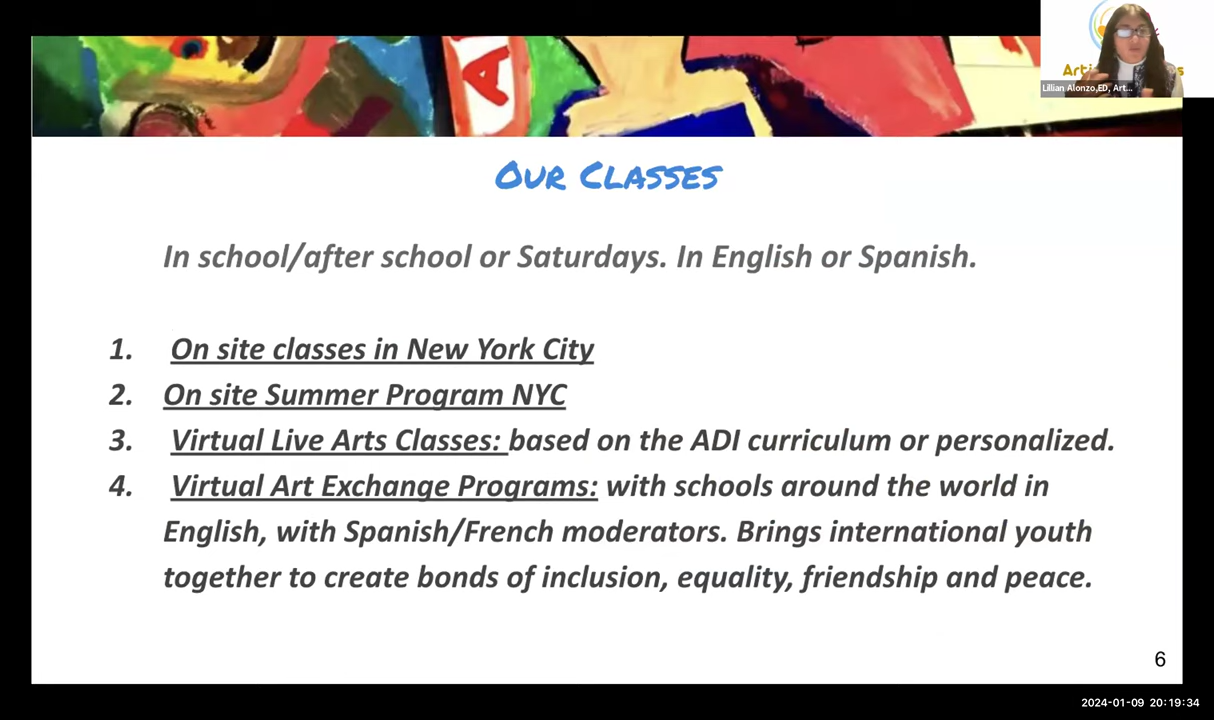 Lillian Alonzo,ED, Art...
Our Classes
In school/after school or Saturdays. In English or Spanish.
1. On site classes in New York City
2. On site Summer Program NYC
3. Virtual Live Arts Classes: based on the ADI curriculum or personalized.
4. Virtual Art Exchange Programs: with schools around the world in
English, with Spanish/French moderators. Brings international youth
together to create bonds of inclusion, equality, friendship and peace.
6
2024-01-09 20:19:34